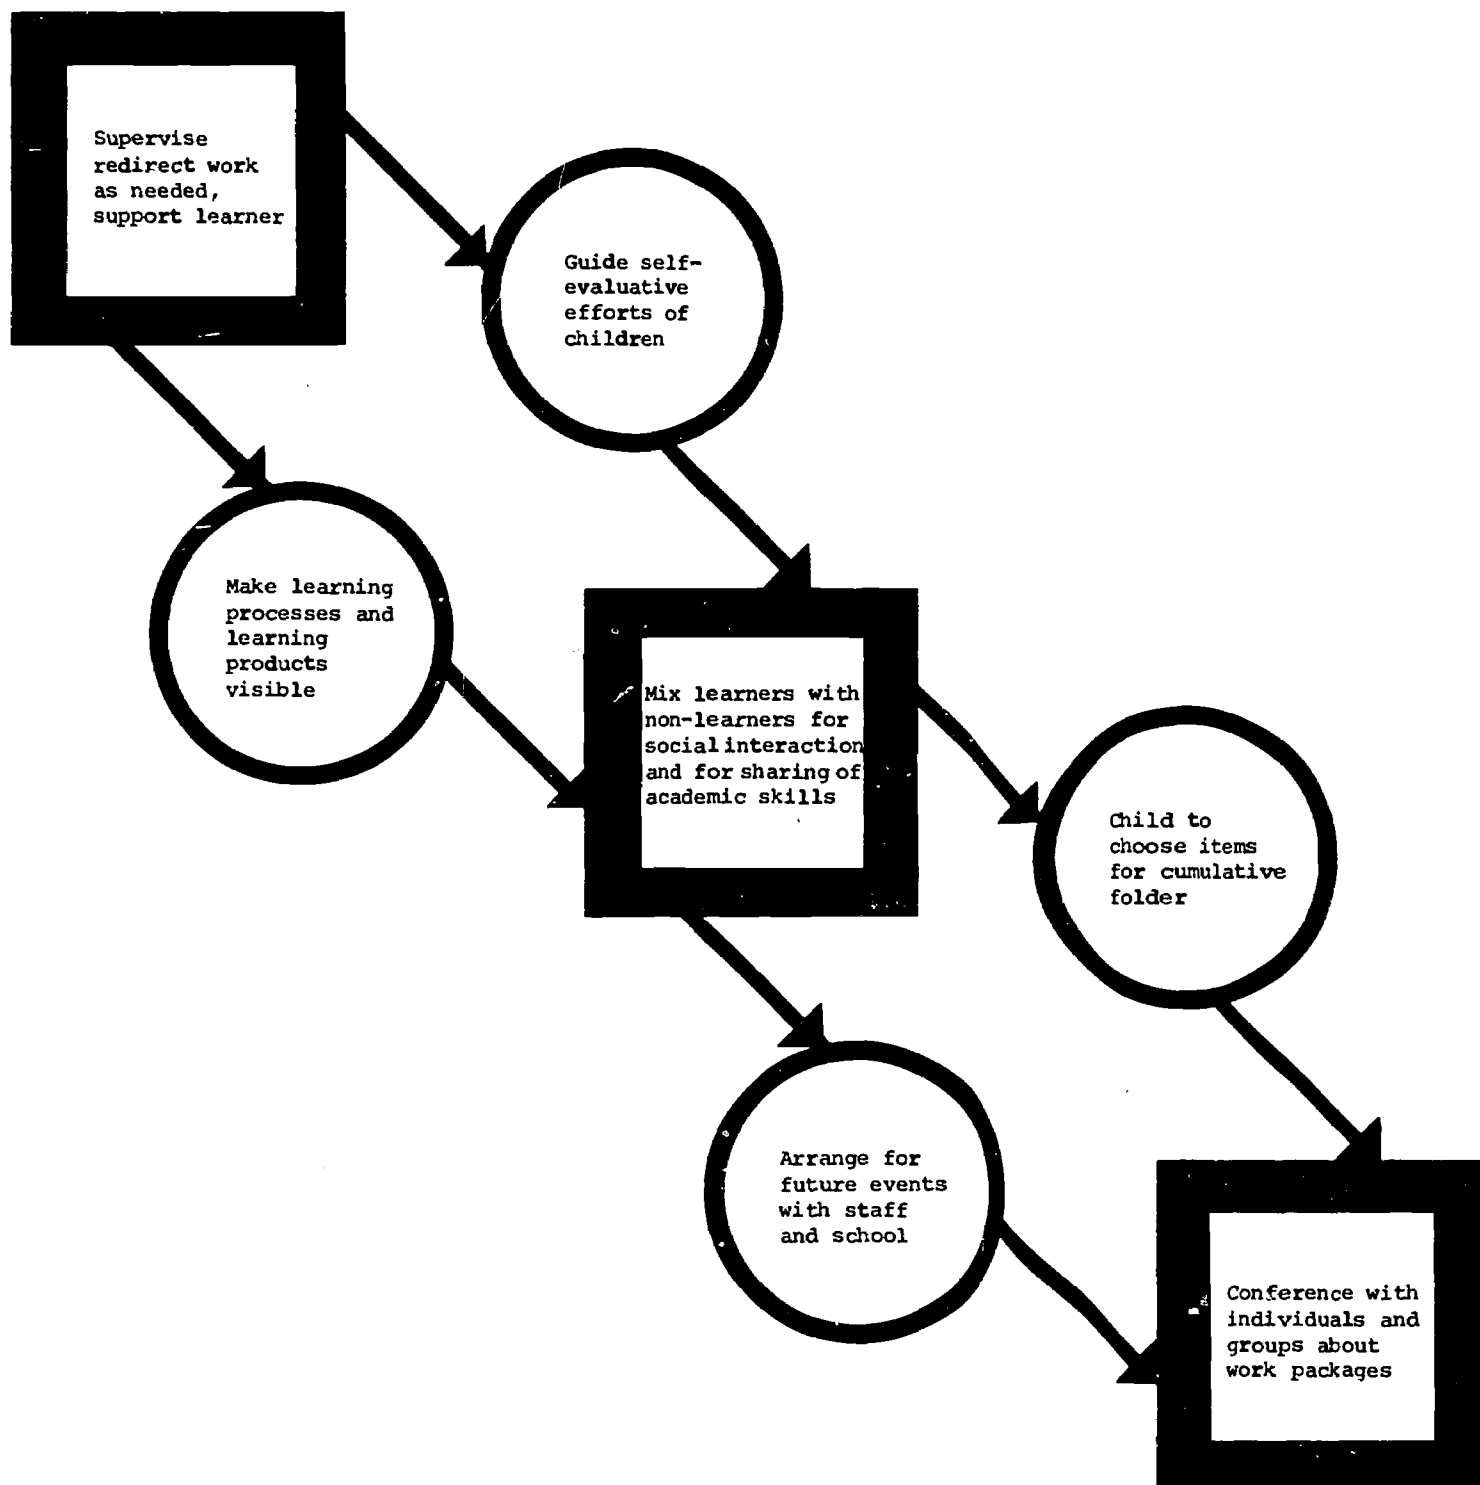 Supervise
redirect work
as needed,
support learner
Guide self-
evaluative
efforts of
children
Make learning
processes and
learning
products
visible
Mix learners with
non-learners for
social interaction
and for sharing of
academic skills
Child to
choose items
for cumulative
folder
Arrange for
future events
with staff
and school
Conference with
individuals and
groups about
work packages